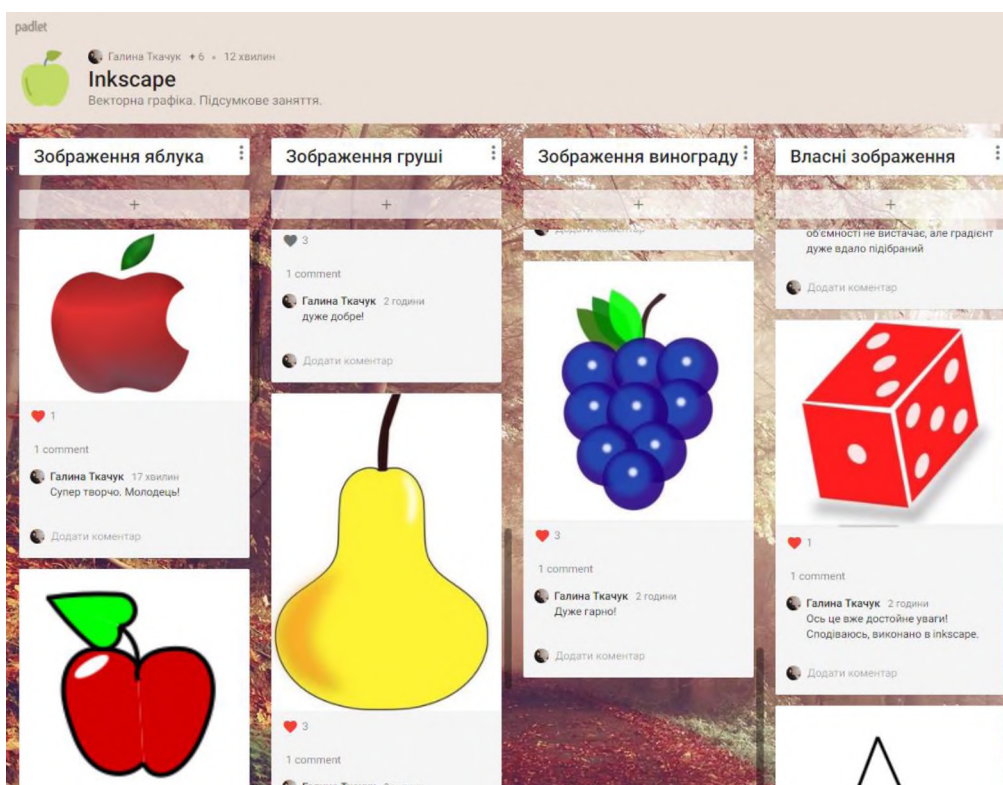 padlet
Галина Ткачук + 6 • 12 хвилин
Inkscape
Векторна графіка. Підсумкове заняття.
Зображення яблука
+
1
1 comment
Галина Ткачук 17 хвилин
Супер творчо. Молодець!
Додати коментар
Зображення груші
+
3
1 comment
Галина Ткачук 2 години
дуже добре!
Додати коментар
3
1 comment
Зображення винограду
+
Додати коментар
3
1 comment
Галина Ткачук 2 години
Дуже гарно!
Додати коментар
Власні зображення
+
об'ємності не вистачає, але градієнт
дуже вдало підібраний
Додати коментар
1
1 comment
Галина Ткачук 2 години
Ось це вже достойне уваги!
Сподіваюсь, виконано в inkscape.
Додати коментар